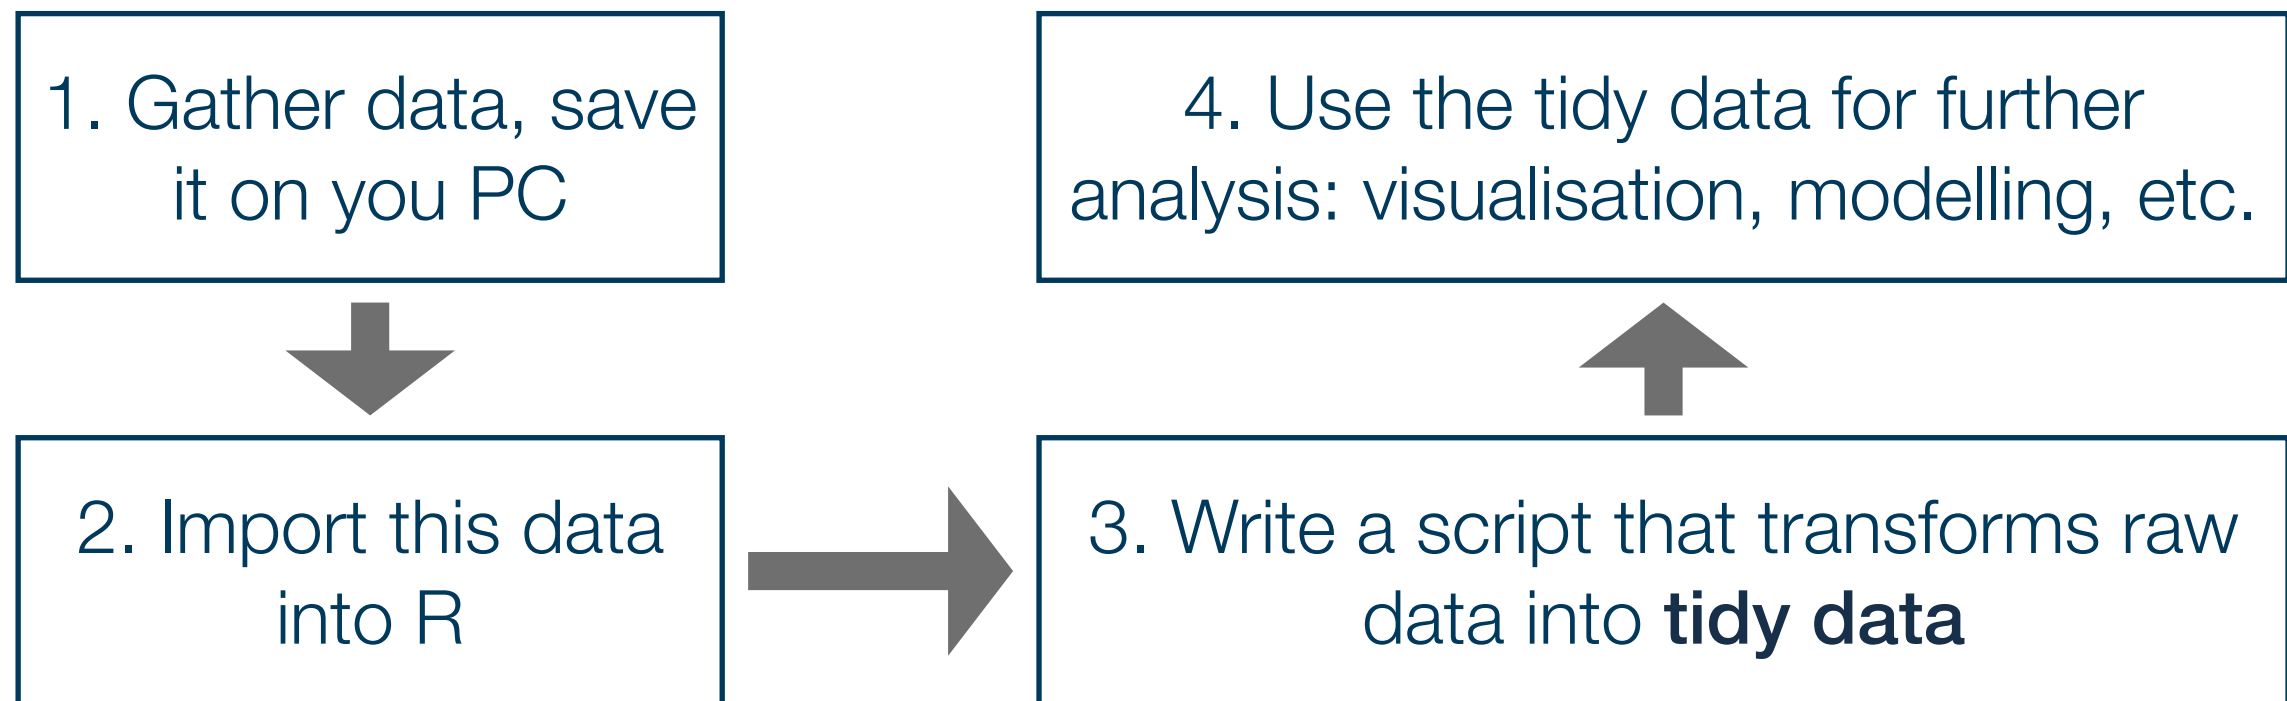 1. Gather data, save
it on you PC
2. Import this data
into R
3. Write a script that transforms raw
data into tidy data
4. Use the tidy data for further
analysis: visualisation, modelling, etc.